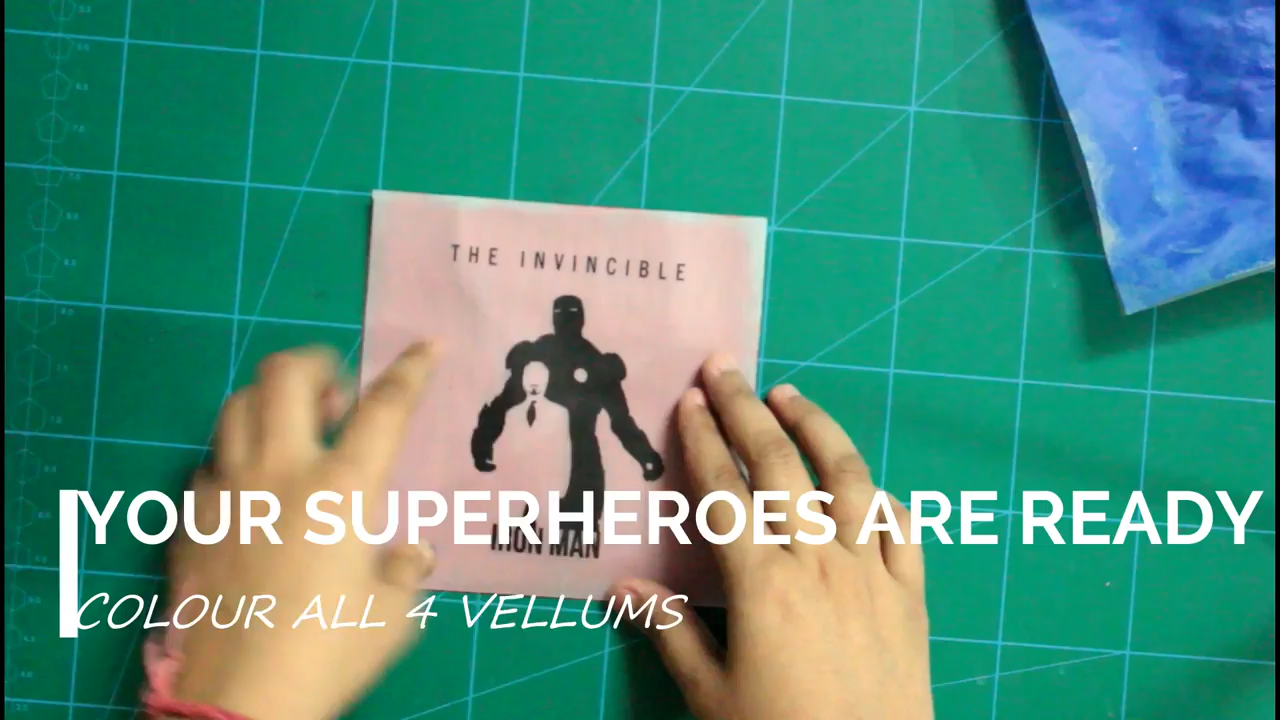 THE INVINCIBLE
IRON MAN
YOUR SUPERHEROES ARE READY
COLOUR ALL 4 VELLUMS